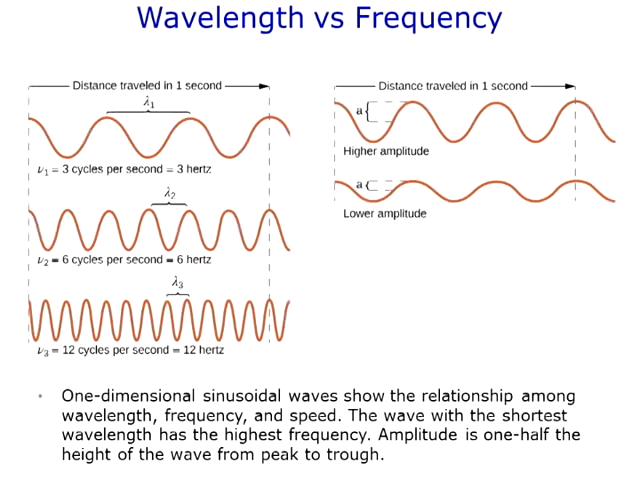 Wavelength vs Frequency
Distance traveled in 1 second
λ1
ν1 = 3 cycles per second = 3 hertz
λ2
ν2 = 6 cycles per second = 6 hertz
λ3
ν3 = 12 cycles per second = 12 hertz
Distance traveled in 1 second
a
Higher amplitude
a
Lower amplitude
• One-dimensional sinusoidal waves show the relationship among
wavelength, frequency, and speed. The wave with the shortest
wavelength has the highest frequency. Amplitude is one-half the
height of the wave from peak to trough.